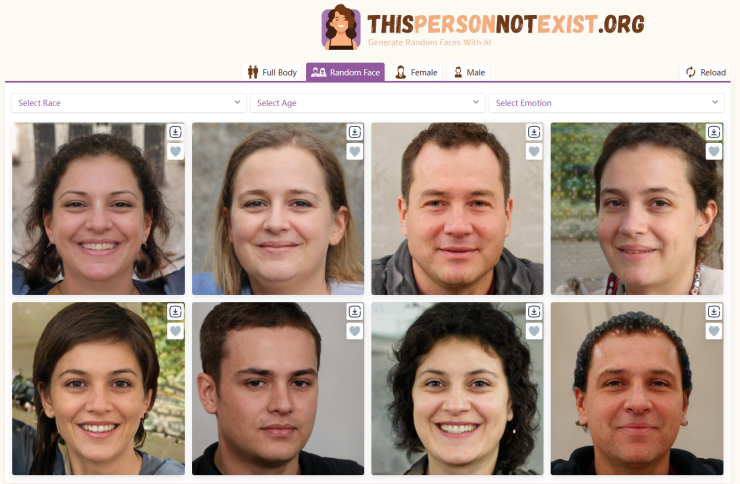 THISPERSONNOTEXIST.ORG
Generate Random Faces With AI
Full Body
Random Face
Female
Male
Reload
Select Race
Select Age
Select Emotion